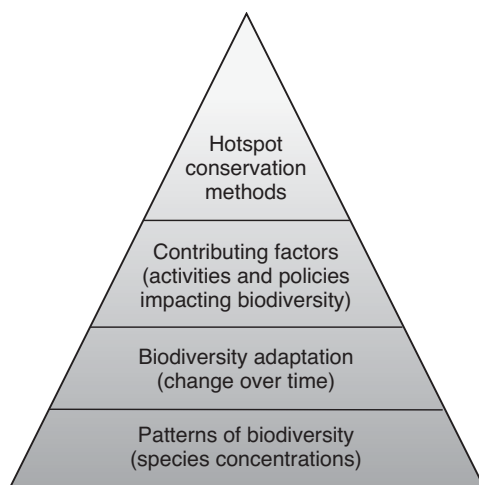 Hotspot
conservation
methods
Contributing factors
(activities and policies
impacting biodiversity)
Biodiversity adaptation
(change over time)
Patterns of biodiversity
(species concentrations)